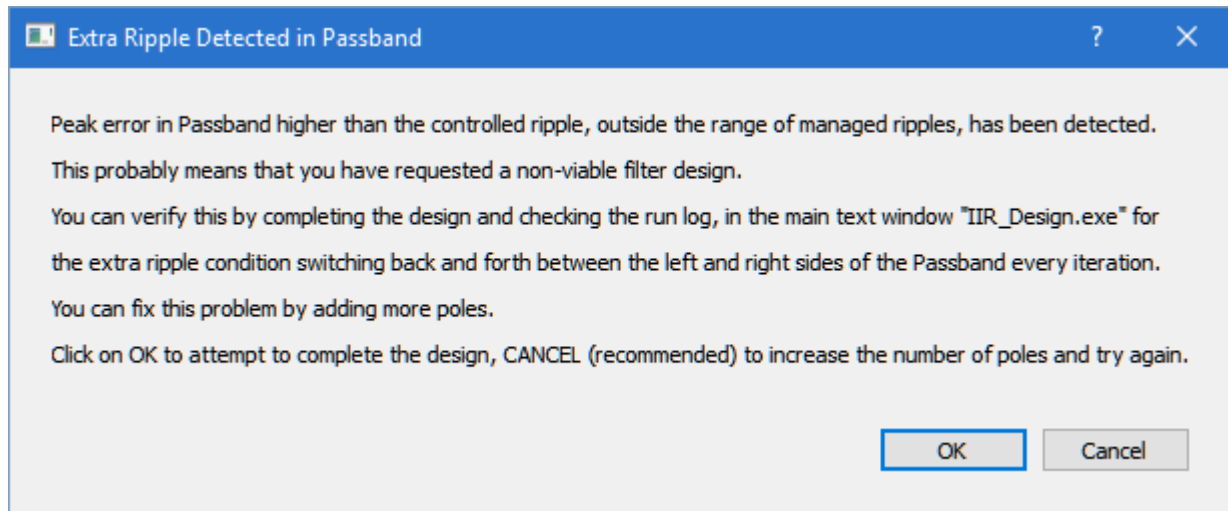 Extra Ripple Detected in Passband
Peak error in Passband higher than the controlled ripple, outside the range of managed ripples, has been detected.
This probably means that you have requested a non-viable filter design.
You can verify this by completing the design and checking the run log, in the main text window "IIR_Design.exe" for
the extra ripple condition switching back and forth between the left and right sides of the Passband every iteration.
You can fix this problem by adding more poles.
Click on OK to attempt to complete the design, CANCEL (recommended) to increase the number of poles and try again.
OK Cancel